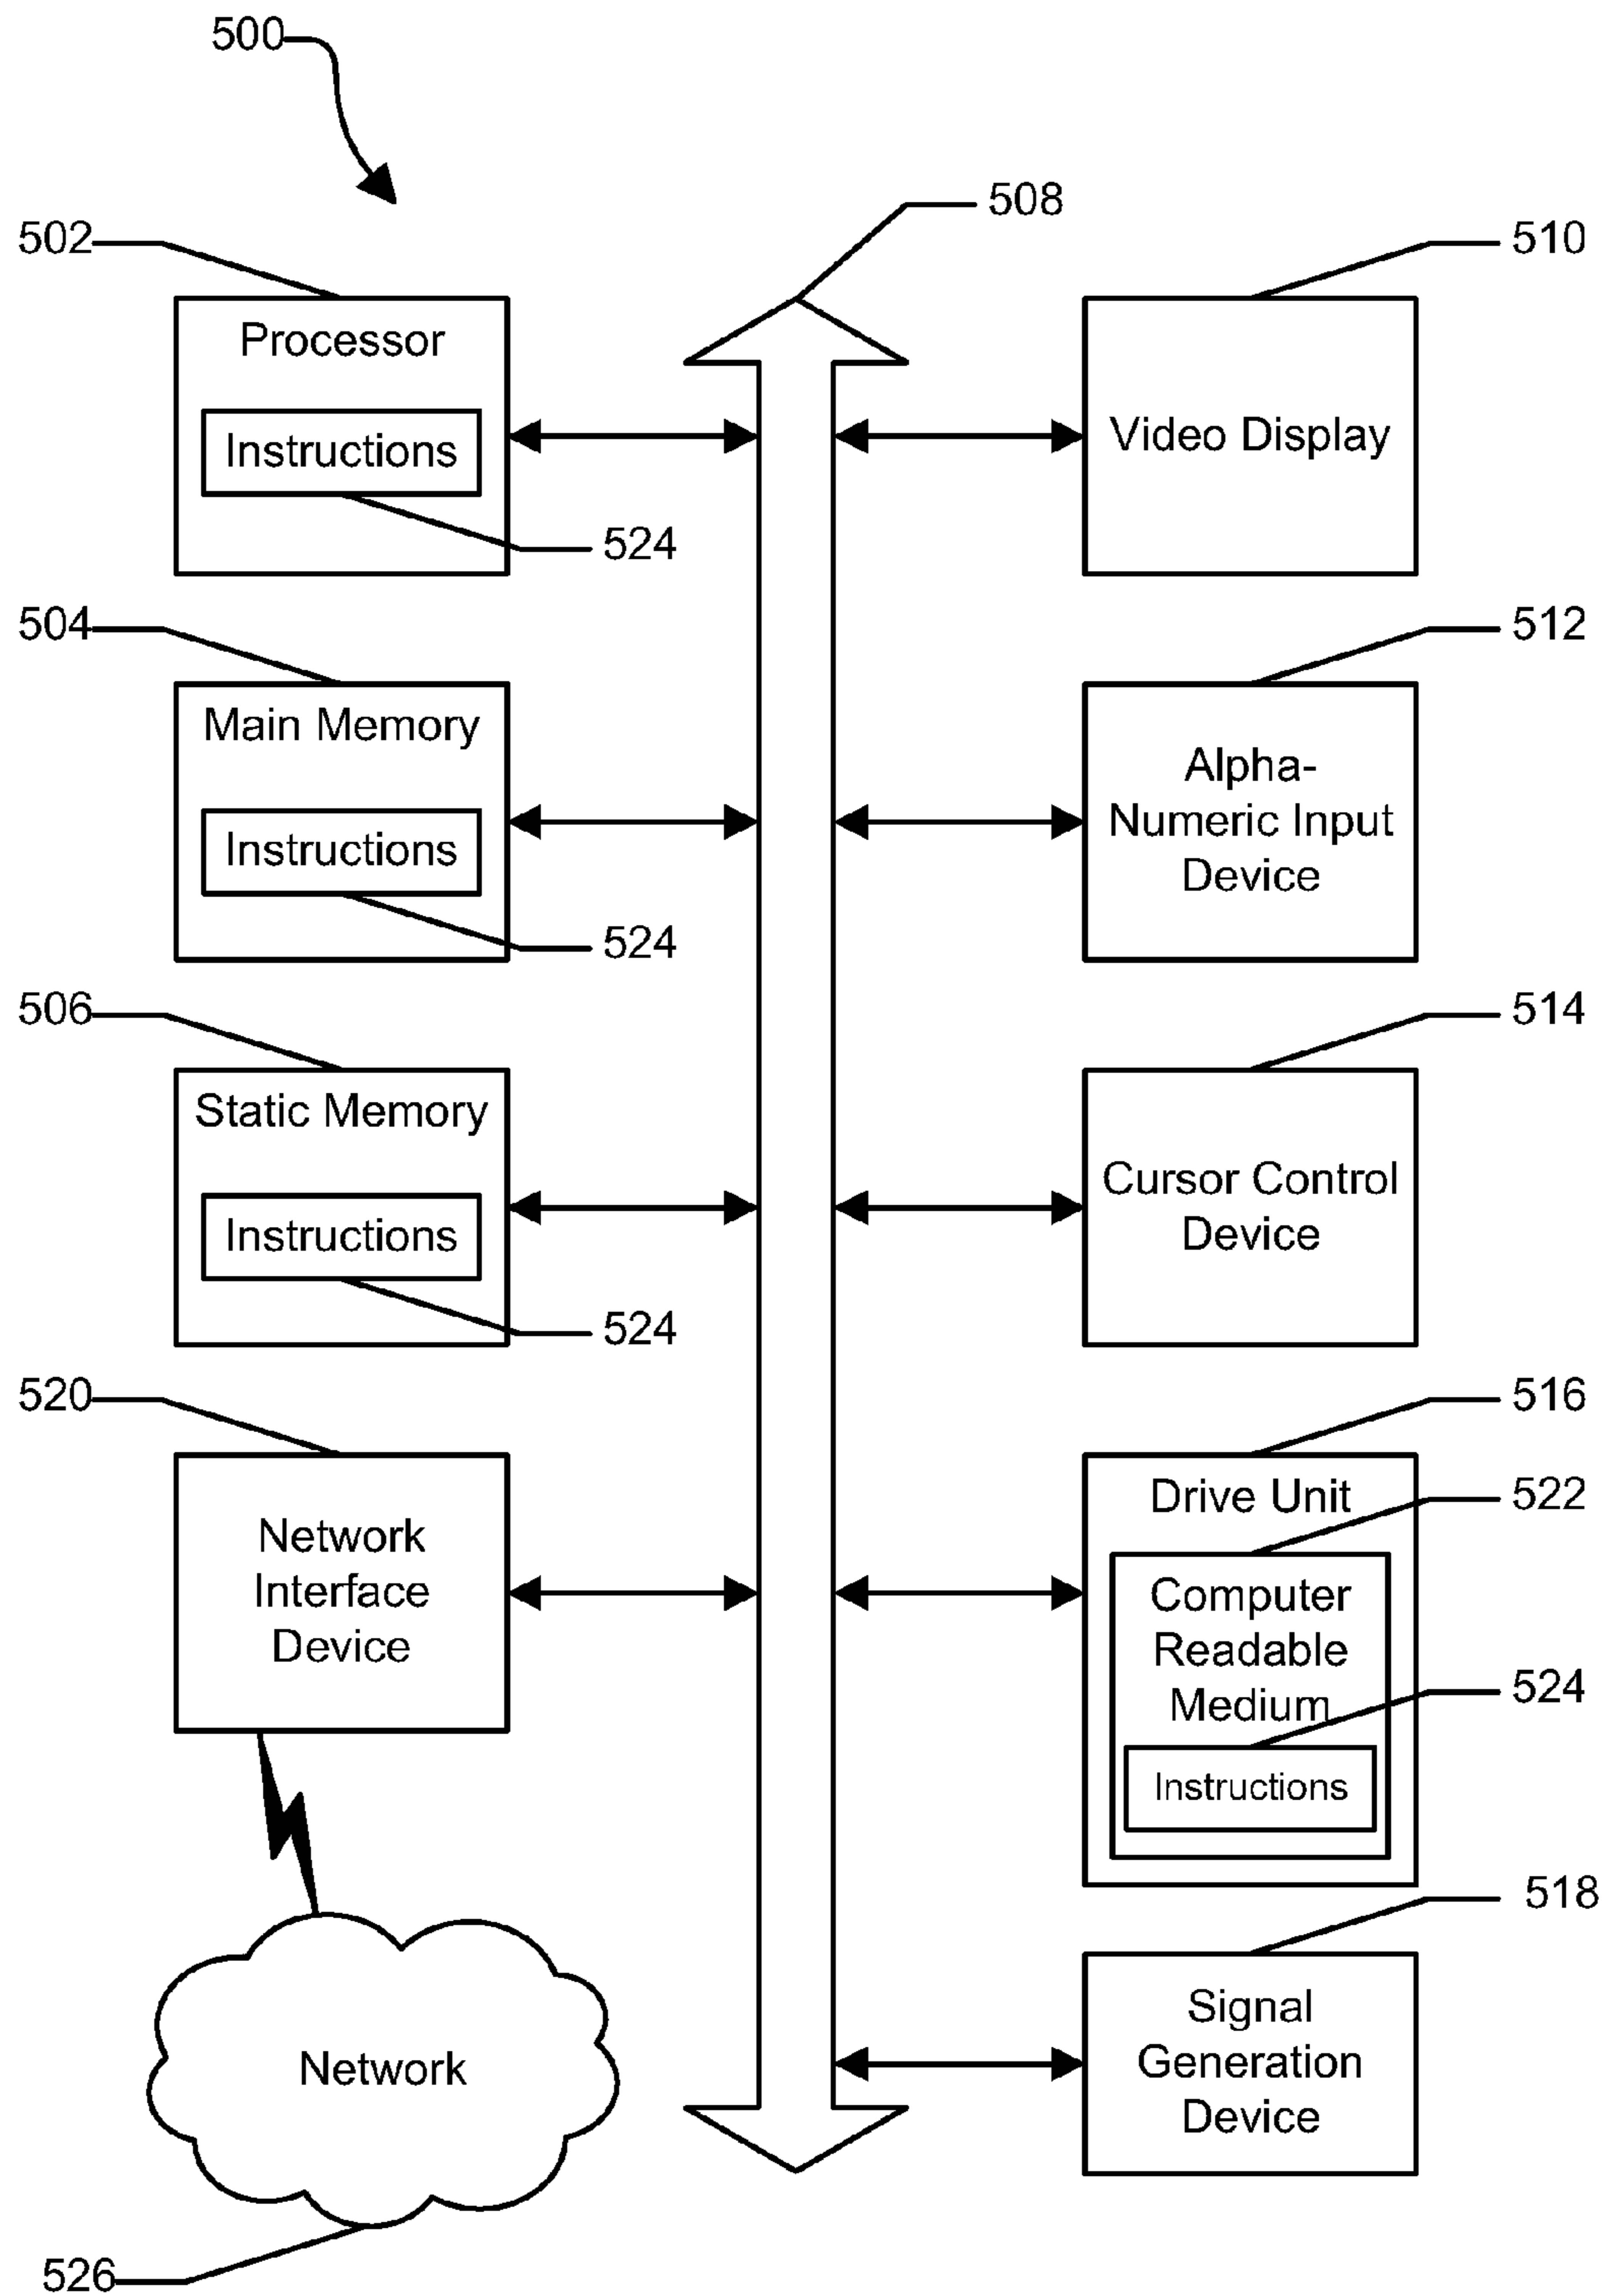 500
508
502
510
Processor
Instructions
524
Video Display
504
512
Main Memory
Instructions
524
Alpha-
Numeric Input
Device
506
514
Static Memory
Instructions
524
Cursor Control
Device
520
516
Network
Interface
Device
Drive Unit
522
Computer
Readable
Medium
524
Instructions
518
Signal
Generation
Device
Network
526